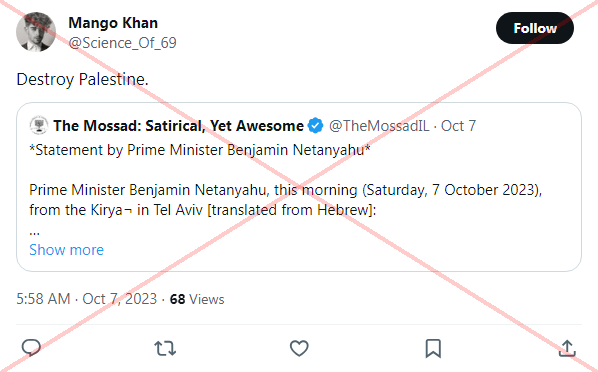 Mango Khan
Follow
@Science_Of_69
Destroy Palestine.
The Mossad: Satirical, Yet Awesome @TheMossadIL · Oct 7
*Statement by Prime Minister Benjamin Netanyahu*
Prime Minister Benjamin Netanyahu, this morning (Saturday, 7 October 2023),
from the Kirya¬ in Tel Aviv [translated from Hebrew]:
...
Show more
5:58 AM · Oct 7, 2023 · 68 Views